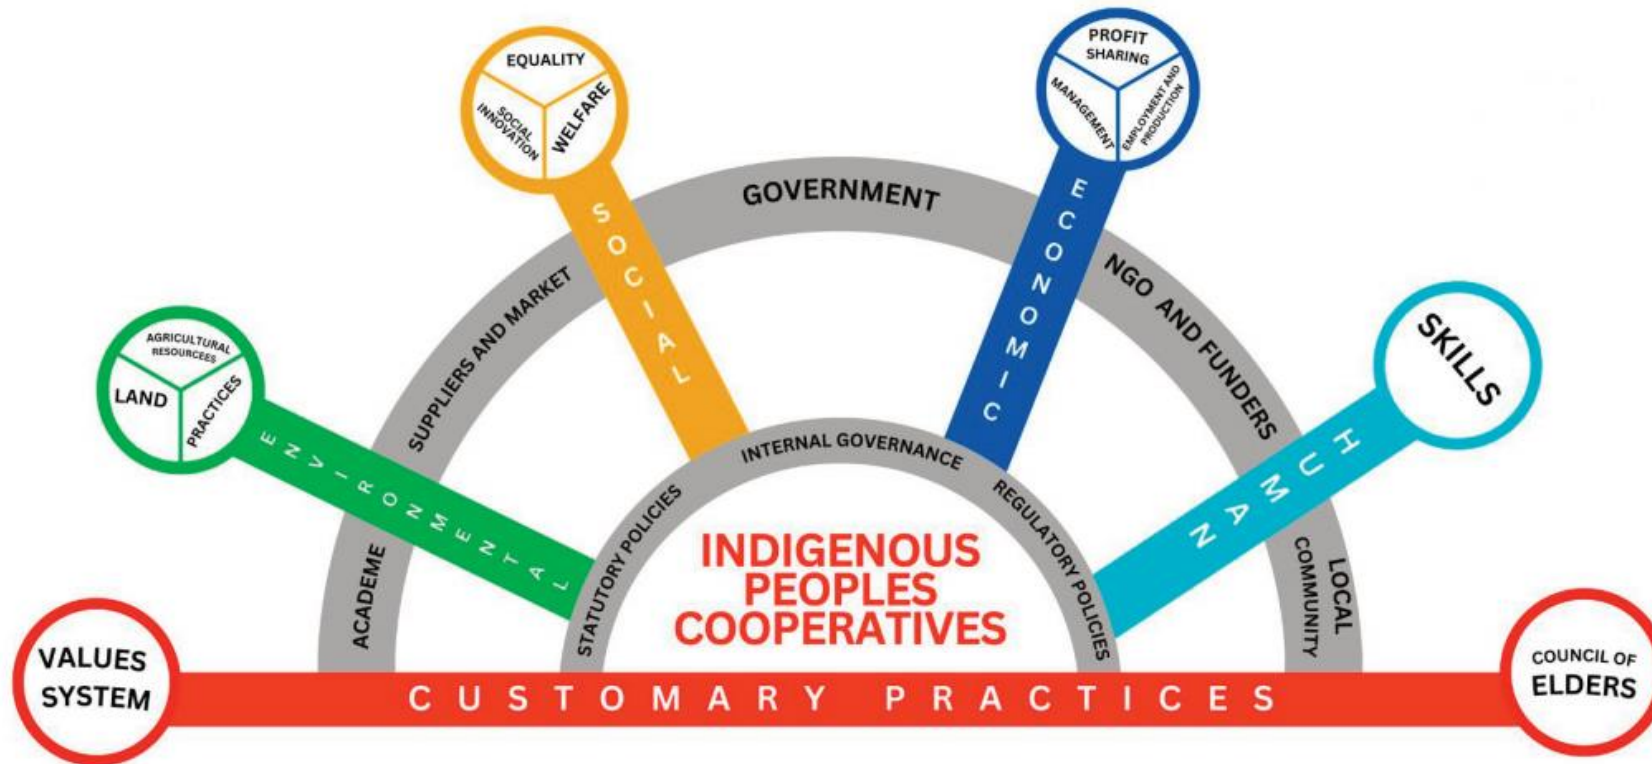 EQUALITY
SOCIAL
INNOVATION
WELFARE
SOCIAL
PROFIT
SHARING
MANAGEMENT
EMPLOYMENT AND
PRODUCTION
ECONOMIC
AGRICULTURAL
RESOURCEES
LAND
PRACTICES
ENVIRONMENTAL
SKILLS
HUMAN
ACADEME
SUPPLIERS AND MARKET
GOVERNMENT
NGO AND FUNDERS
LOCAL
COMMUNITY
STATUTORY POLICIES
INTERNAL GOVERNANCE
REGULATORY POLICIES
INDIGENOUS
PEOPLES
COOPERATIVES
VALUES
SYSTEM
CUSTOMARY PRACTICES
COUNCIL OF
ELDERS